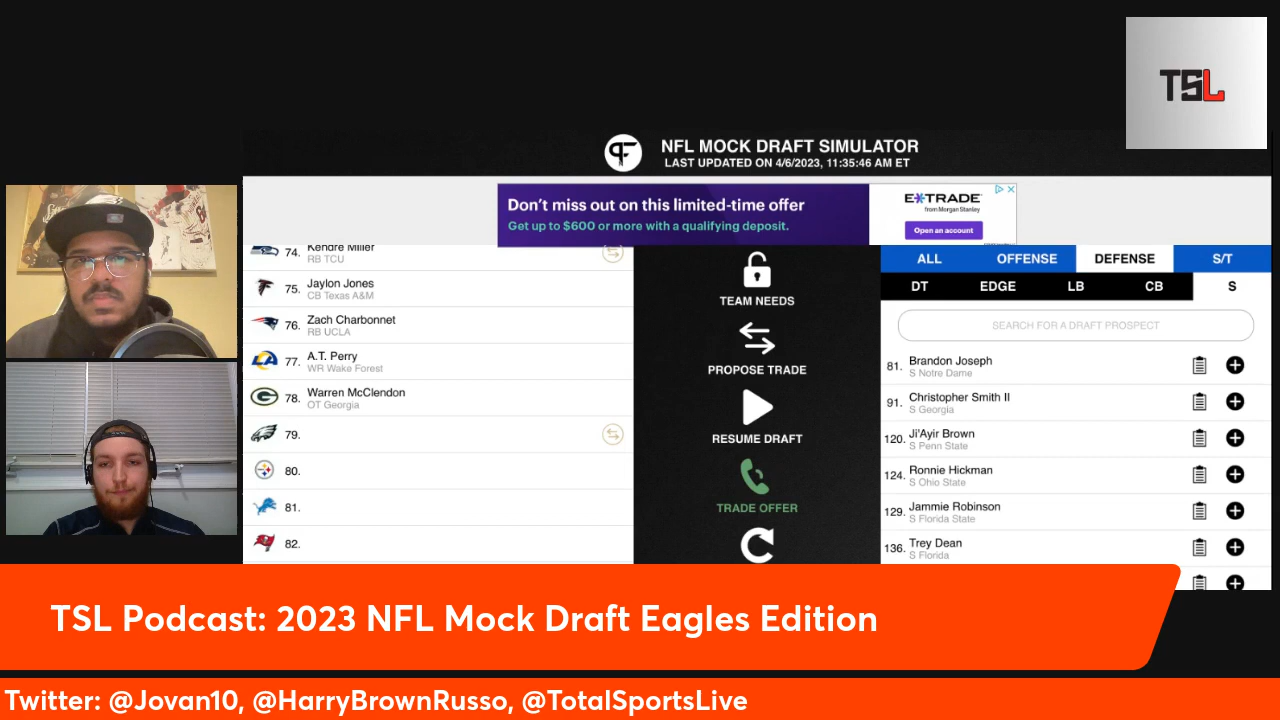 TSL
PF
NFL MOCK DRAFT SIMULATOR
LAST UPDATED ON 4/6/2023, 11:35:46 AM ET
Don't miss out on this limited-time offer
Get up to $600 or more with a qualifying deposit.
E*TRADE
from Morgan Stanley
Open an account
74. Kendre Miller
RB TCU
75. Jaylon Jones
CB Texas A&M
76. Zach Charbonnet
RB UCLA
77. A.T. Perry
WR Wake Forest
78. Warren McClendon
OT Georgia
79.
80.
81.
82.
TEAM NEEDS
PROPOSE TRADE
RESUME DRAFT
TRADE OFFER
ALL OFFENSE DEFENSE S/T
DT EDGE LB CB S
SEARCH FOR A DRAFT PROSPECT
81. Brandon Joseph
S Notre Dame
91. Christopher Smith II
S Georgia
120. Ji'Ayir Brown
S Penn State
124. Ronnie Hickman
S Ohio State
129. Jammie Robinson
S Florida State
136. Trey Dean
S Florida
TSL Podcast: 2023 NFL Mock Draft Eagles Edition
Twitter: @Jovan10, @HarryBrownRusso, @TotalSportsLive